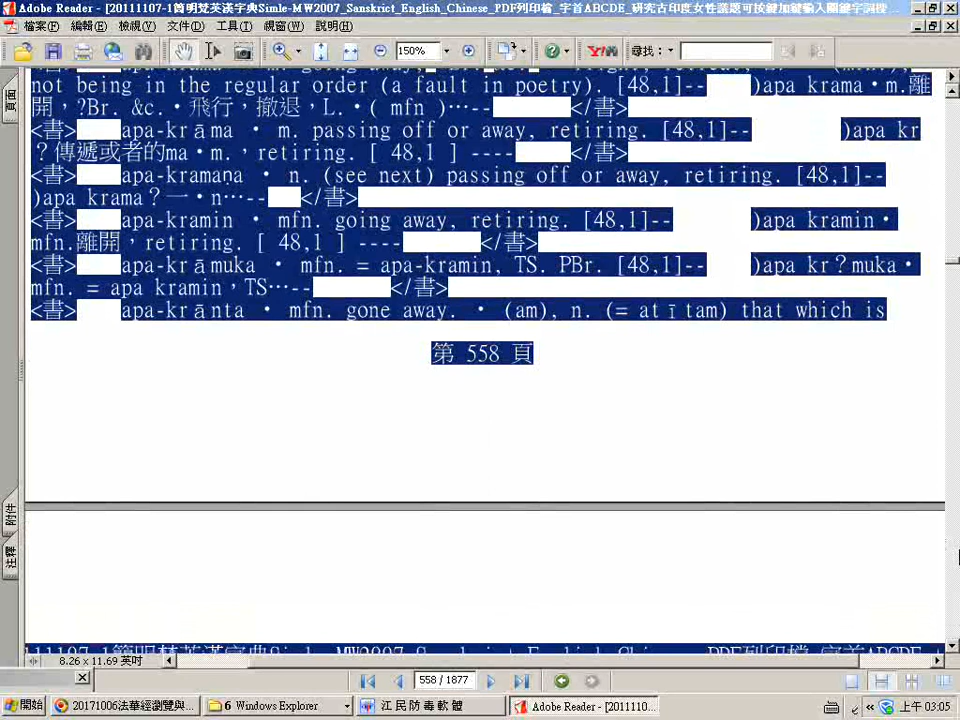 Adobe Reader - [20111107-1簡明梵英漢字典Simle-MW2007_Sanskrict_English_Chinese_PDF列印檔_字首ABCDE_研究古印度女性議題可按鍵加鍵輸入關鍵字詞搜
檔案(F) 編輯(E) 檢視(V) 文件(D) 工具(T) 視窗(W) 說明(H)
150% 尋找：
頁面
not being in the regular order (a fault in poetry). [48,1]-- )apa krama・m.離
開，?Br. &c.・飛行，撤退，L.・( mfn )…-- </書>
<書> apa-krāma ・ m. passing off or away, retiring. [48,1]-- )apa kr
？傳遞或者的ma・m.，retiring. [ 48,1 ] ---- </書>
<書> apa-kramaṇa ・ n. (see next) passing off or away, retiring. [48,1]--
)apa krama？一・n…-- </書>
<書> apa-kramin ・ mfn. going away, retiring. [48,1]-- )apa kramin・
mfn.離開，retiring. [ 48,1 ] ---- </書>
<書> apa-krāmuka ・ mfn. = apa-kramin, TS. PBr. [48,1]-- )apa kr？muka・
mfn. = apa kramin，TS…-- </書>
<書> apa-krānta ・ mfn. gone away. ・ (am), n. (= atītam) that which is
第 558 頁
附件
註釋
8.26 x 11.69 英吋
558 / 1877
開始 20171006法華經瀏覽與... 6 Windows Explorer 江民防毒軟體 Adobe Reader - [2011110... 上午 03:05